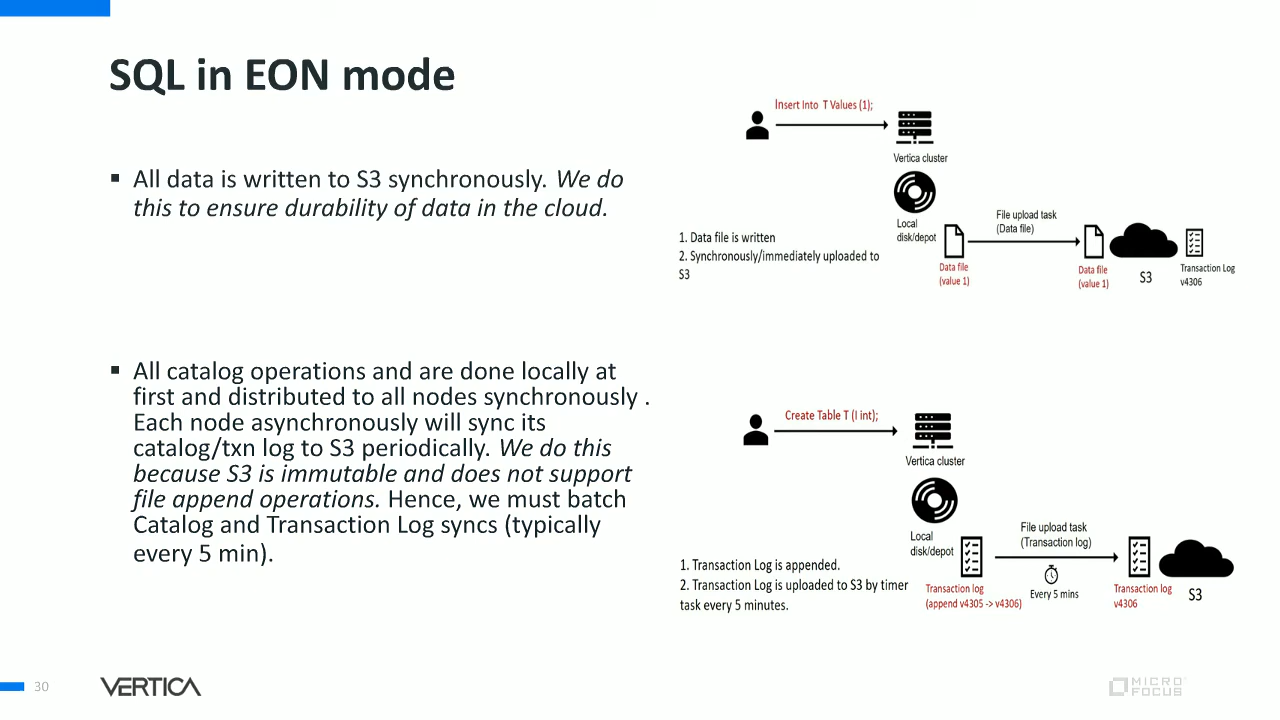 SQL in EON mode
▪ All data is written to S3 synchronously. We do
this to ensure durability of data in the cloud.
▪ All catalog operations and are done locally at
first and distributed to all nodes synchronously .
Each node asynchronously will sync its
catalog/txn log to S3 periodically. We do this
because S3 is immutable and does not support
file append operations. Hence, we must batch
Catalog and Transaction Log syncs (typically
every 5 min).
Insert Into T Values (1);
Vertica cluster
Local
disk/depot
File upload task
(Data file)
1. Data file is written
2. Synchronously/immediately uploaded to
S3
Data file
(value 1)
Data file
(value 1)
S3
Transaction Log
v4306
Create Table T (I int);
Vertica cluster
Local
disk/depot
File upload task
(Transaction log)
1. Transaction Log is appended.
2. Transaction Log is uploaded to S3 by timer
task every 5 minutes.
Transaction log
(append v4305 -> v4306)
Every 5 mins
Transaction log
v4306
S3
30
VERTICA
MICRO
FOCUS